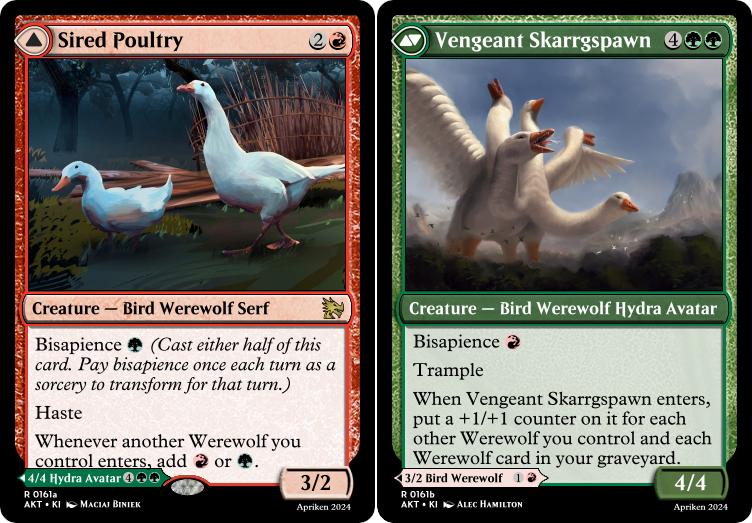 Sired Poultry 2
Creature — Bird Werewolf Serf
Bisapience (Cast either half of this
card. Pay bisapience once each turn as a
sorcery to transform for that turn.)
Haste
Whenever another Werewolf you
control enters, add or .
4/4 Hydra Avatar 4
3/2
R 0161a
AKT • KI MACIAJ BINIEK
Apriken 2024
Vengeant Skarrgspawn 4
Creature — Bird Werewolf Hydra Avatar
Bisapience
Trample
When Vengeant Skarrgspawn enters,
put a +1/+1 counter on it for each
other Werewolf you control and each
Werewolf card in your graveyard.
3/2 Bird Werewolf 1
4/4
R 0161b
AKT • KI ALEC HAMILTON
Apriken 2024